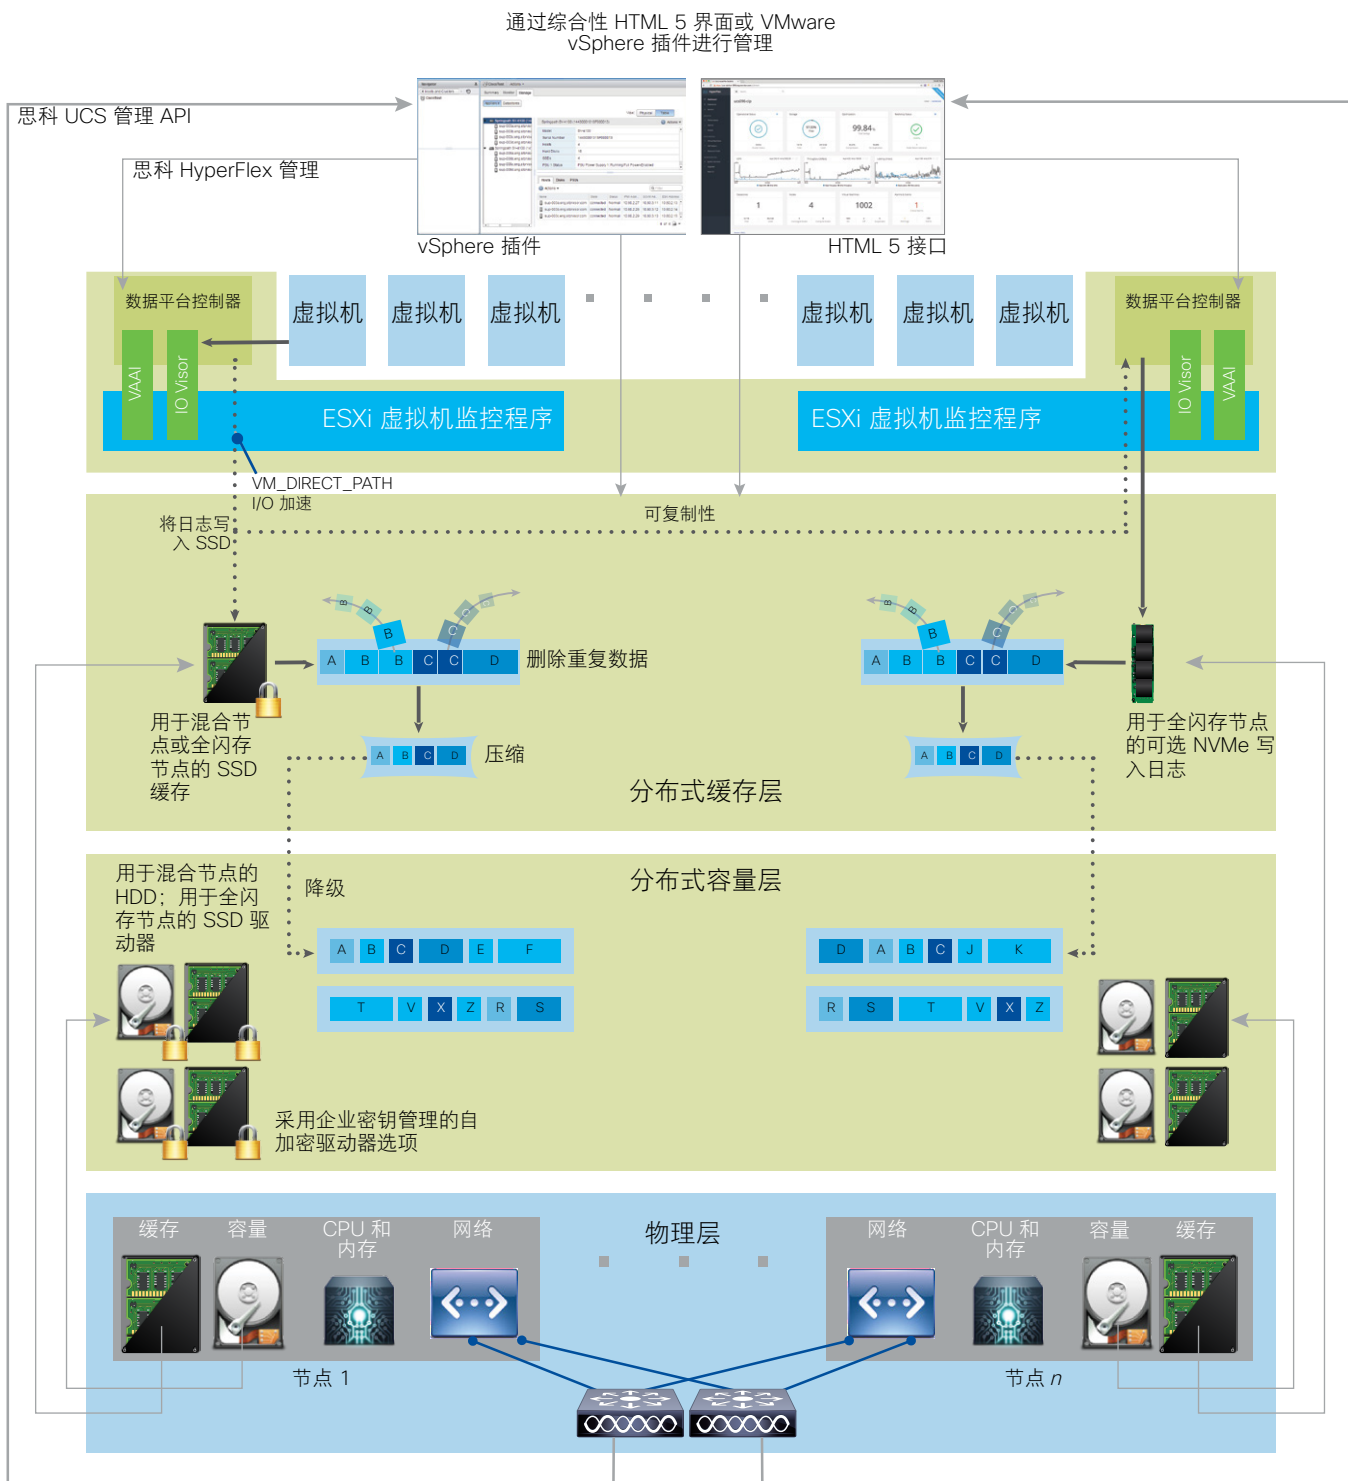 通过综合性 HTML 5 界面或 VMware
vSphere 插件进行管理
思科 UCS 管理 API
思科 HyperFlex 管理
99.84
1
4
1002
1
vSphere 插件
HTML 5 接口
数据平台控制器
虚拟机
虚拟机
虚拟机
虚拟机
虚拟机
虚拟机
数据平台控制器
VAAI
IO Visor
ESXi 虚拟机监控程序
ESXi 虚拟机监控程序
IO Visor
VAAI
VM_DIRECT_PATH
I/O 加速
将日志写
入 SSD
可复制性
B
B
B
C
C
A B B C C D
删除重复数据
B
B
B
C
C
A B B C C D
用于混合节
点或全闪存
节点的 SSD
缓存
A B C D
压缩
A B C D
用于全闪存节点
的可选 NVMe 写
入日志
分布式缓存层
用于混合节点的
HDD；用于全闪
存节点的 SSD 驱
动器
降级
分布式容量层
A B C D E F
D A B C J K
T V X Z R S
R S T V X Z
采用企业密钥管理的自
加密驱动器选项
物理层
缓存
容量
CPU 和
内存
网络
网络
CPU 和
内存
容量
缓存
节点 1
节点 n